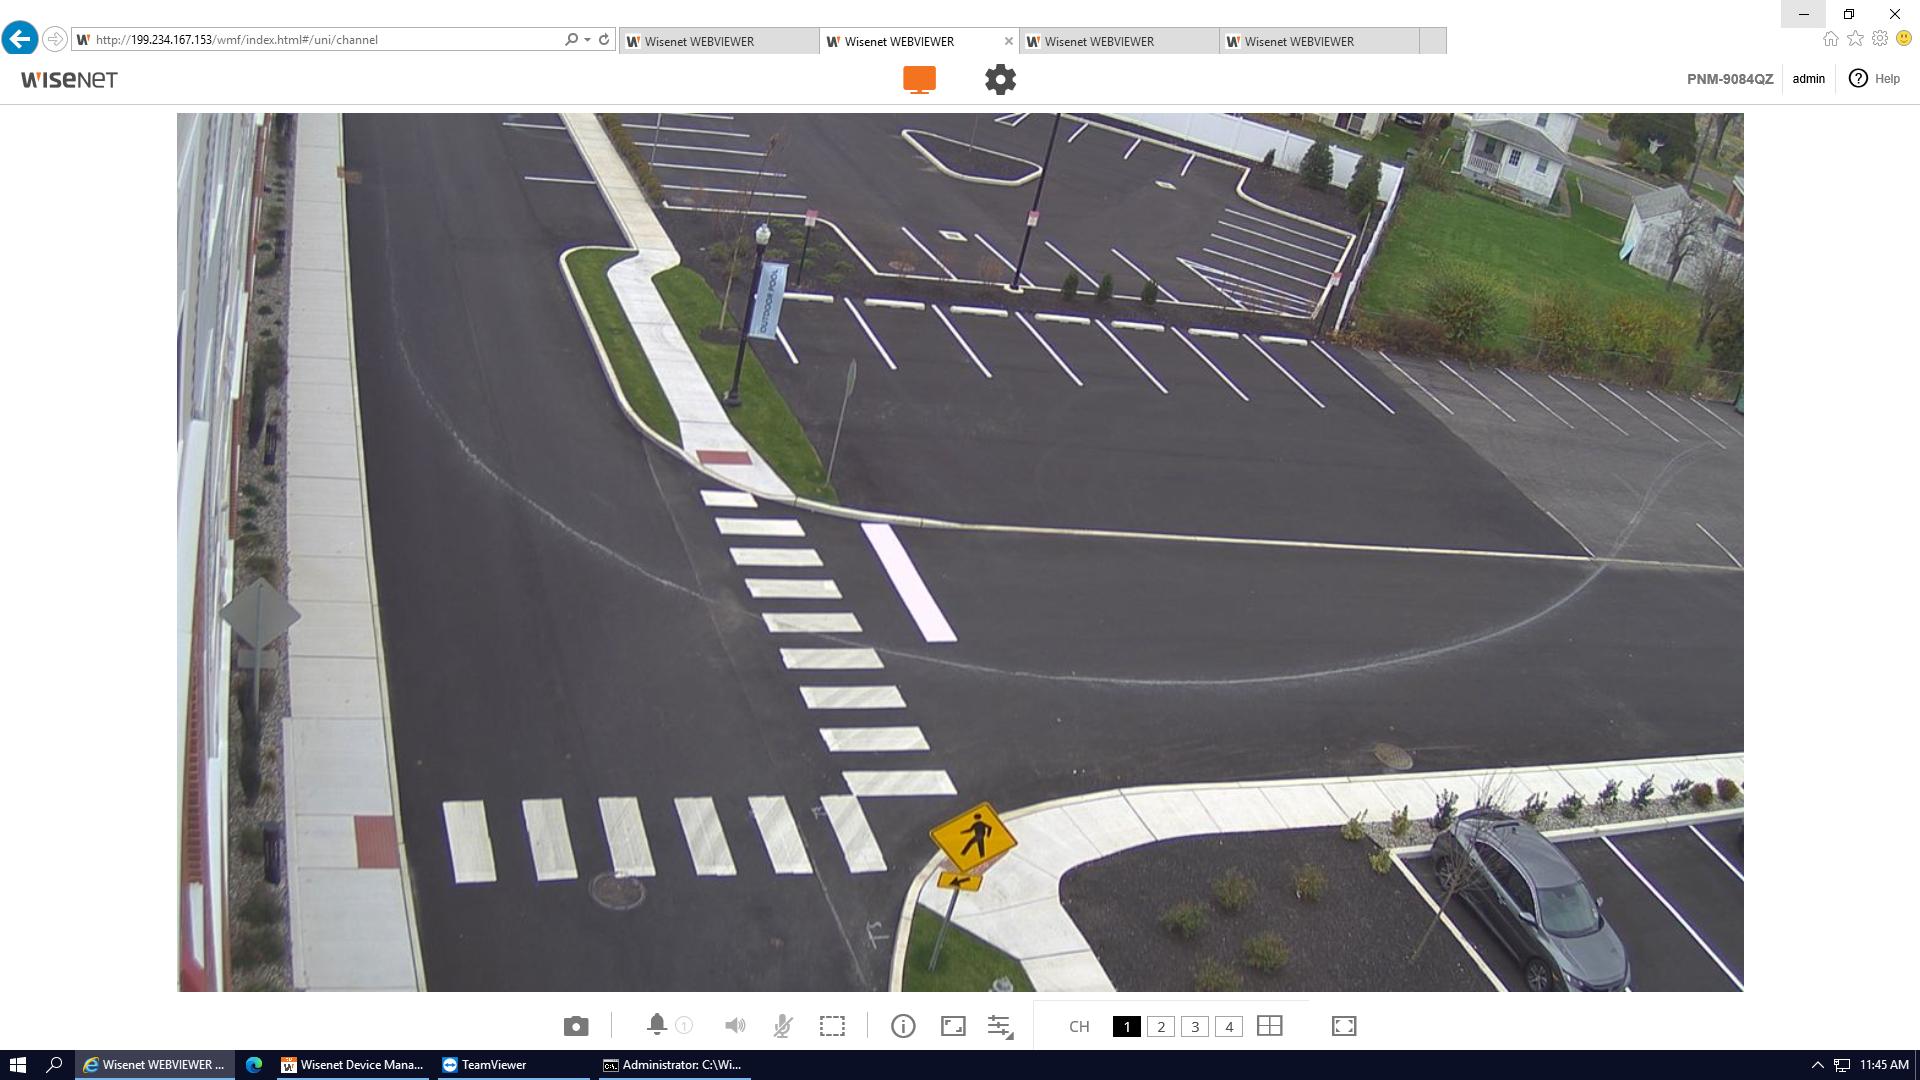 http://199.234.167.153/wmf/index.html#/uni/channel
Wisenet WEBVIEWER
Wisenet WEBVIEWER
Wisenet WEBVIEWER
Wisenet WEBVIEWER
WISENET
PNM-9084QZ
admin
? Help
OUTDOOR POOL
1
CH
1
2
3
4
Wisenet WEBVIEWER ...
Wisenet Device Mana...
TeamViewer
Administrator: C:\Wi...
11:45 AM